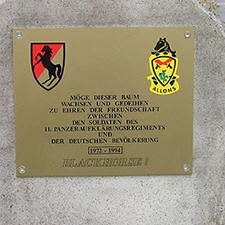 ALLONS
MÖGE DIESER BAUM
WACHSEN UND GEDEIHEN
ZU EHREN DER FREUNDSCHAFT
ZWISCHEN
DEN SOLDATEN DES
11. PANZERAUFKLÄRUNGSREGIMENTS
UND
DER DEUTSCHEN BEVÖLKERUNG
1972 - 1994
BLACKHORSE !